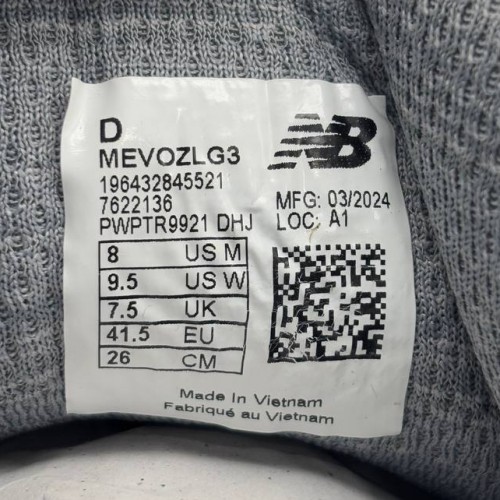 D
MEVOZLG3
NB
196432845521
7622136
MFG: 03/2024
PWPTR9921 DHJ
LOC: A1
8 US M
9.5 US W
7.5 UK
41.5 EU
26 CM
Made In Vietnam
Fabriqué au Vietnam